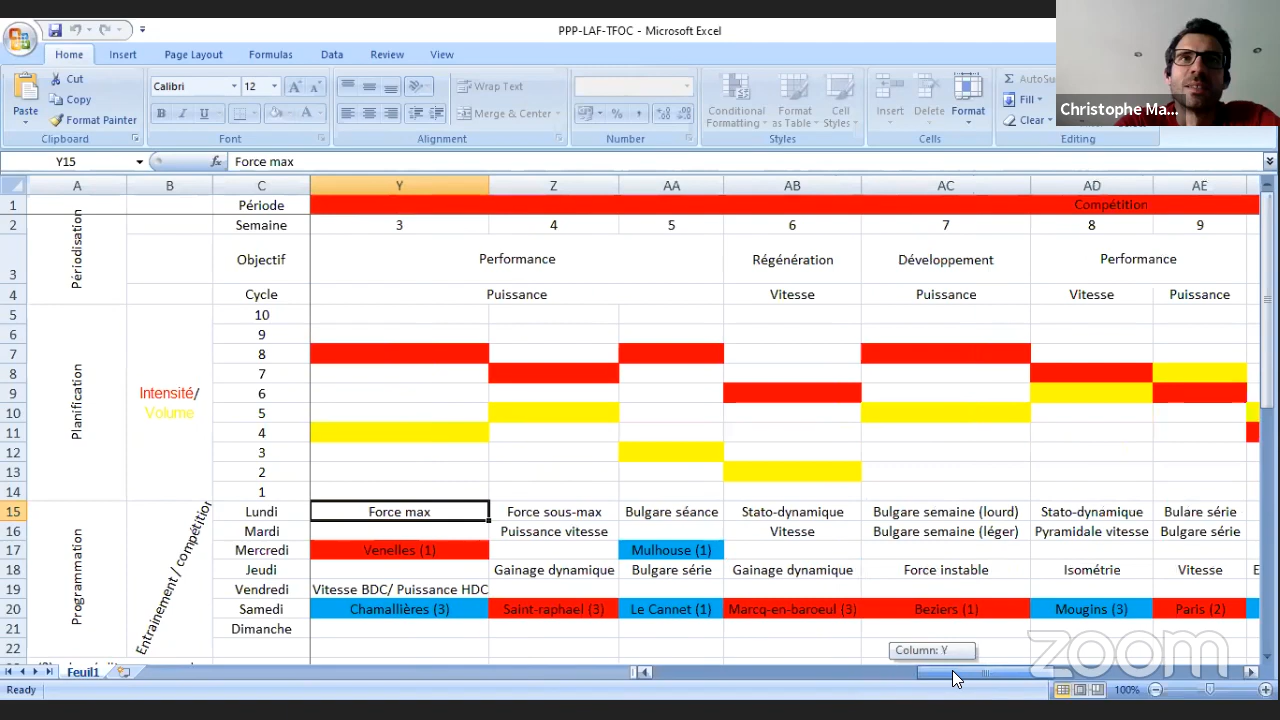 PPP-LAF-TFOC - Microsoft Excel
Home Insert Page Layout Formulas Data Review View
Paste
Cut
Copy
Format Painter
Clipboard
Calibri 12
B I U
Font
Wrap Text
Merge & Center
Alignment
Number
Conditional Formatting
Format as Table
Cell Styles
Styles
Insert Delete Format
Cells
AutoSu
Fill
Clear
Editing
Christophe Ma...
Y15 fx Force max
A B C Y Z AA AB AC AD AE
1 Période Compétition
2 Semaine 3 4 5 6 7 8 9
3 Périodisation Objectif Performance Régénération Développement Performance
4 Cycle Puissance Vitesse Puissance Vitesse Puissance
5 10
6 9
7 8
8 7
9 Planification Intensité/ 6
10 Volume 5
11 4
12 3
13 2
14 1
15 Lundi Force max Force sous-max Bulgare séance Stato-dynamique Bulgare semaine (lourd) Stato-dynamique Bulare série
16 Mardi Puissance vitesse Vitesse Bulgare semaine (léger) Pyramidale vitesse Bulgare série
17 Mercredi Venelles (1) Mulhouse (1)
18 Programmation Entrainement / compétition Jeudi Gainage dynamique Bulgare série Gainage dynamique Force instable Isométrie Vitesse E
19 Vendredi Vitesse BDC/ Puissance HDC
20 Samedi Chamallières (3) Saint-raphael (3) Le Cannet (1) Marcq-en-baroeul (3) Beziers (1) Mougins (3) Paris (2)
21 Dimanche
22
Column: Y
zoom
Feuil1
Ready 100%